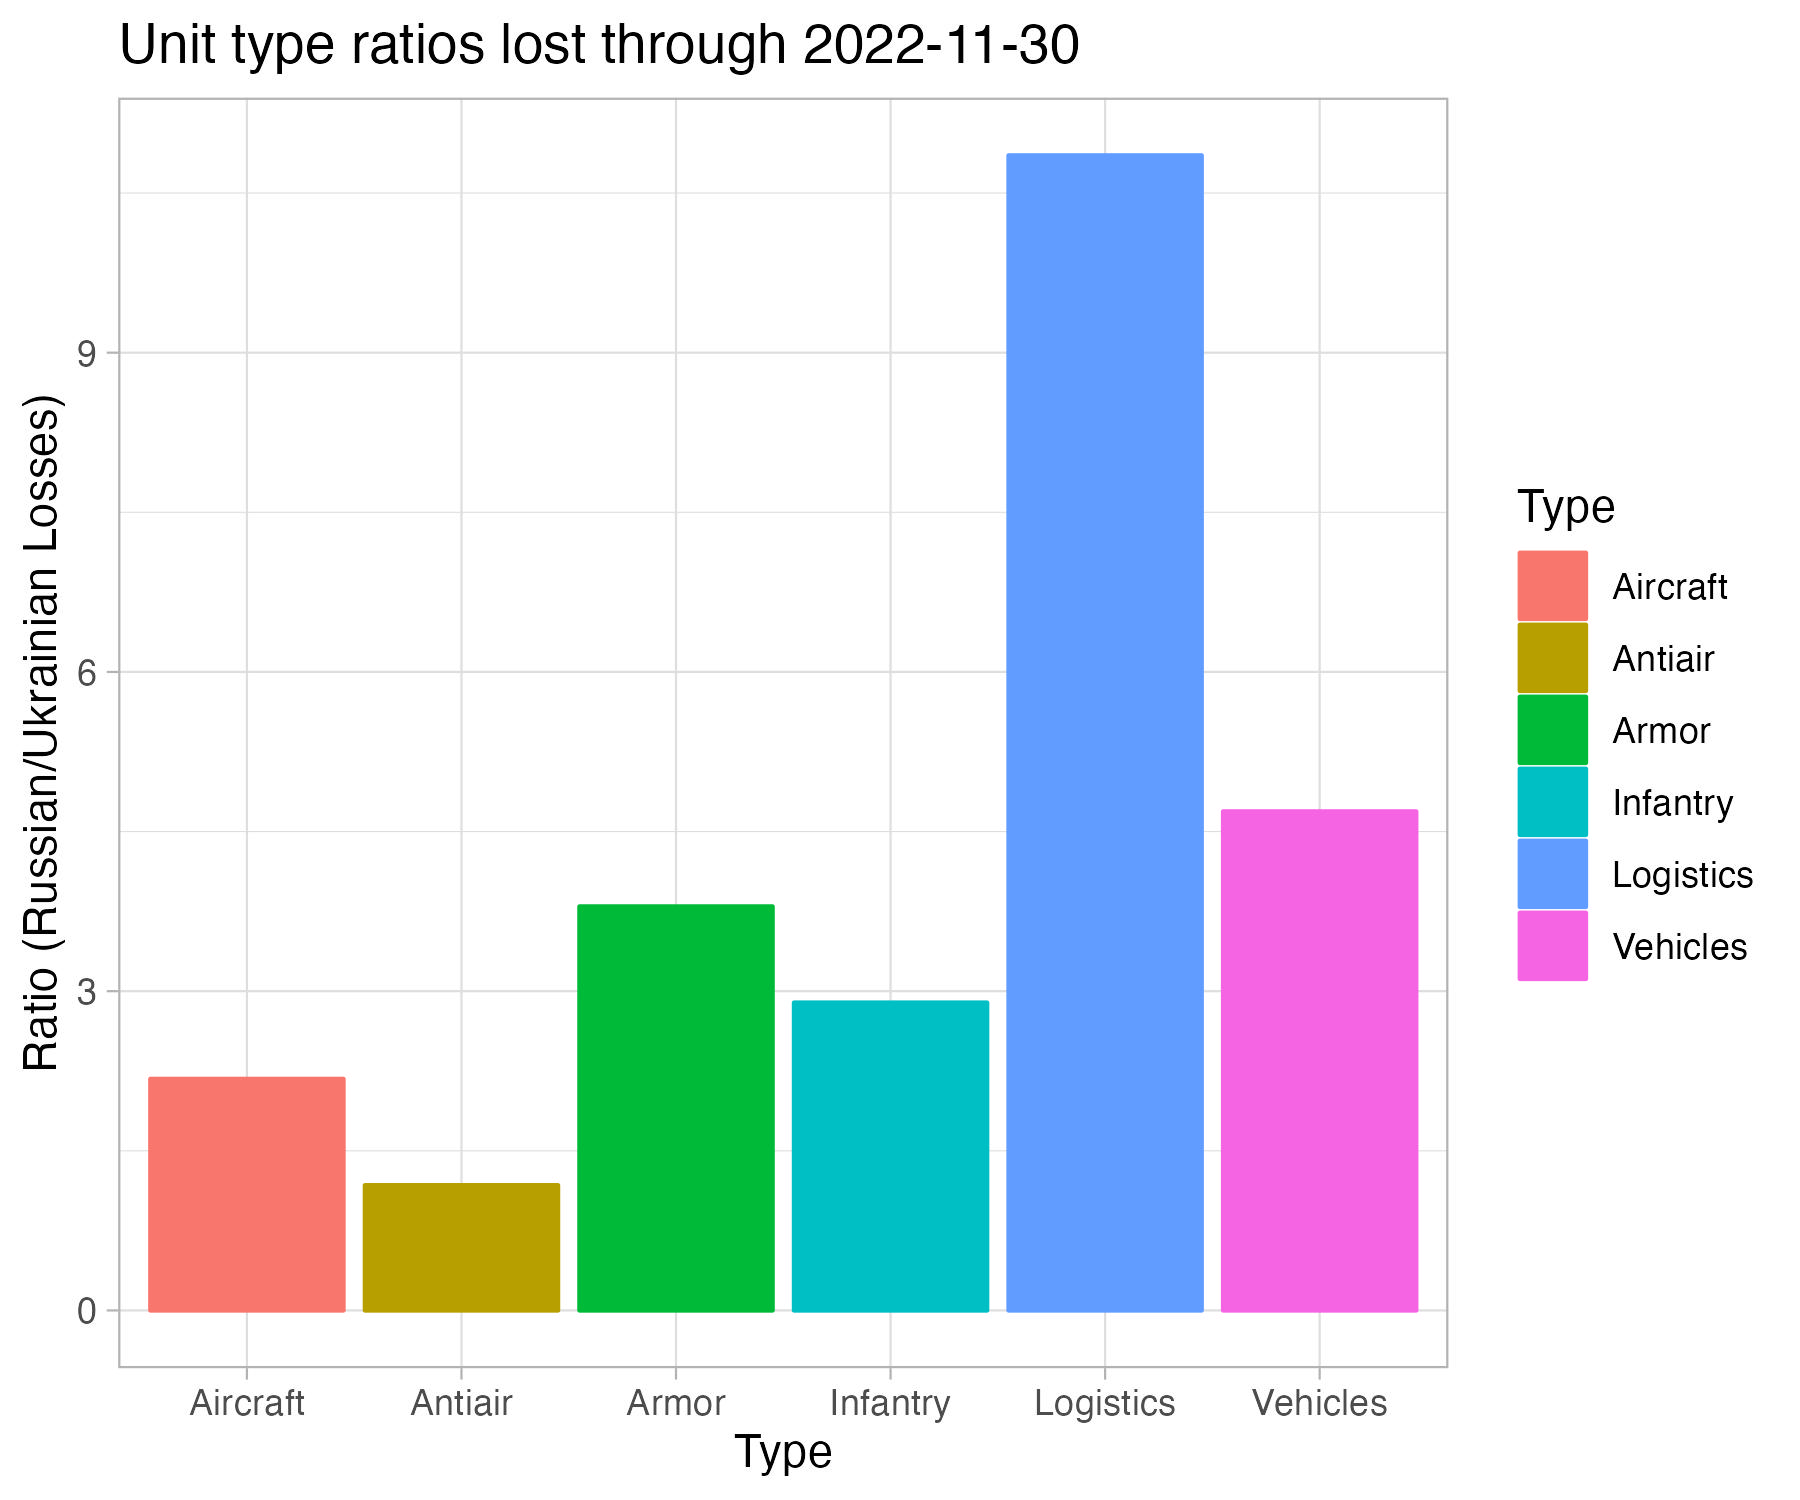 Unit type ratios lost through 2022-11-30
Ratio (Russian/Ukrainian Losses)
9
6
3
0
Aircraft
Antiair
Armor
Infantry
Logistics
Vehicles
Type
Type
Aircraft
Antiair
Armor
Infantry
Logistics
Vehicles